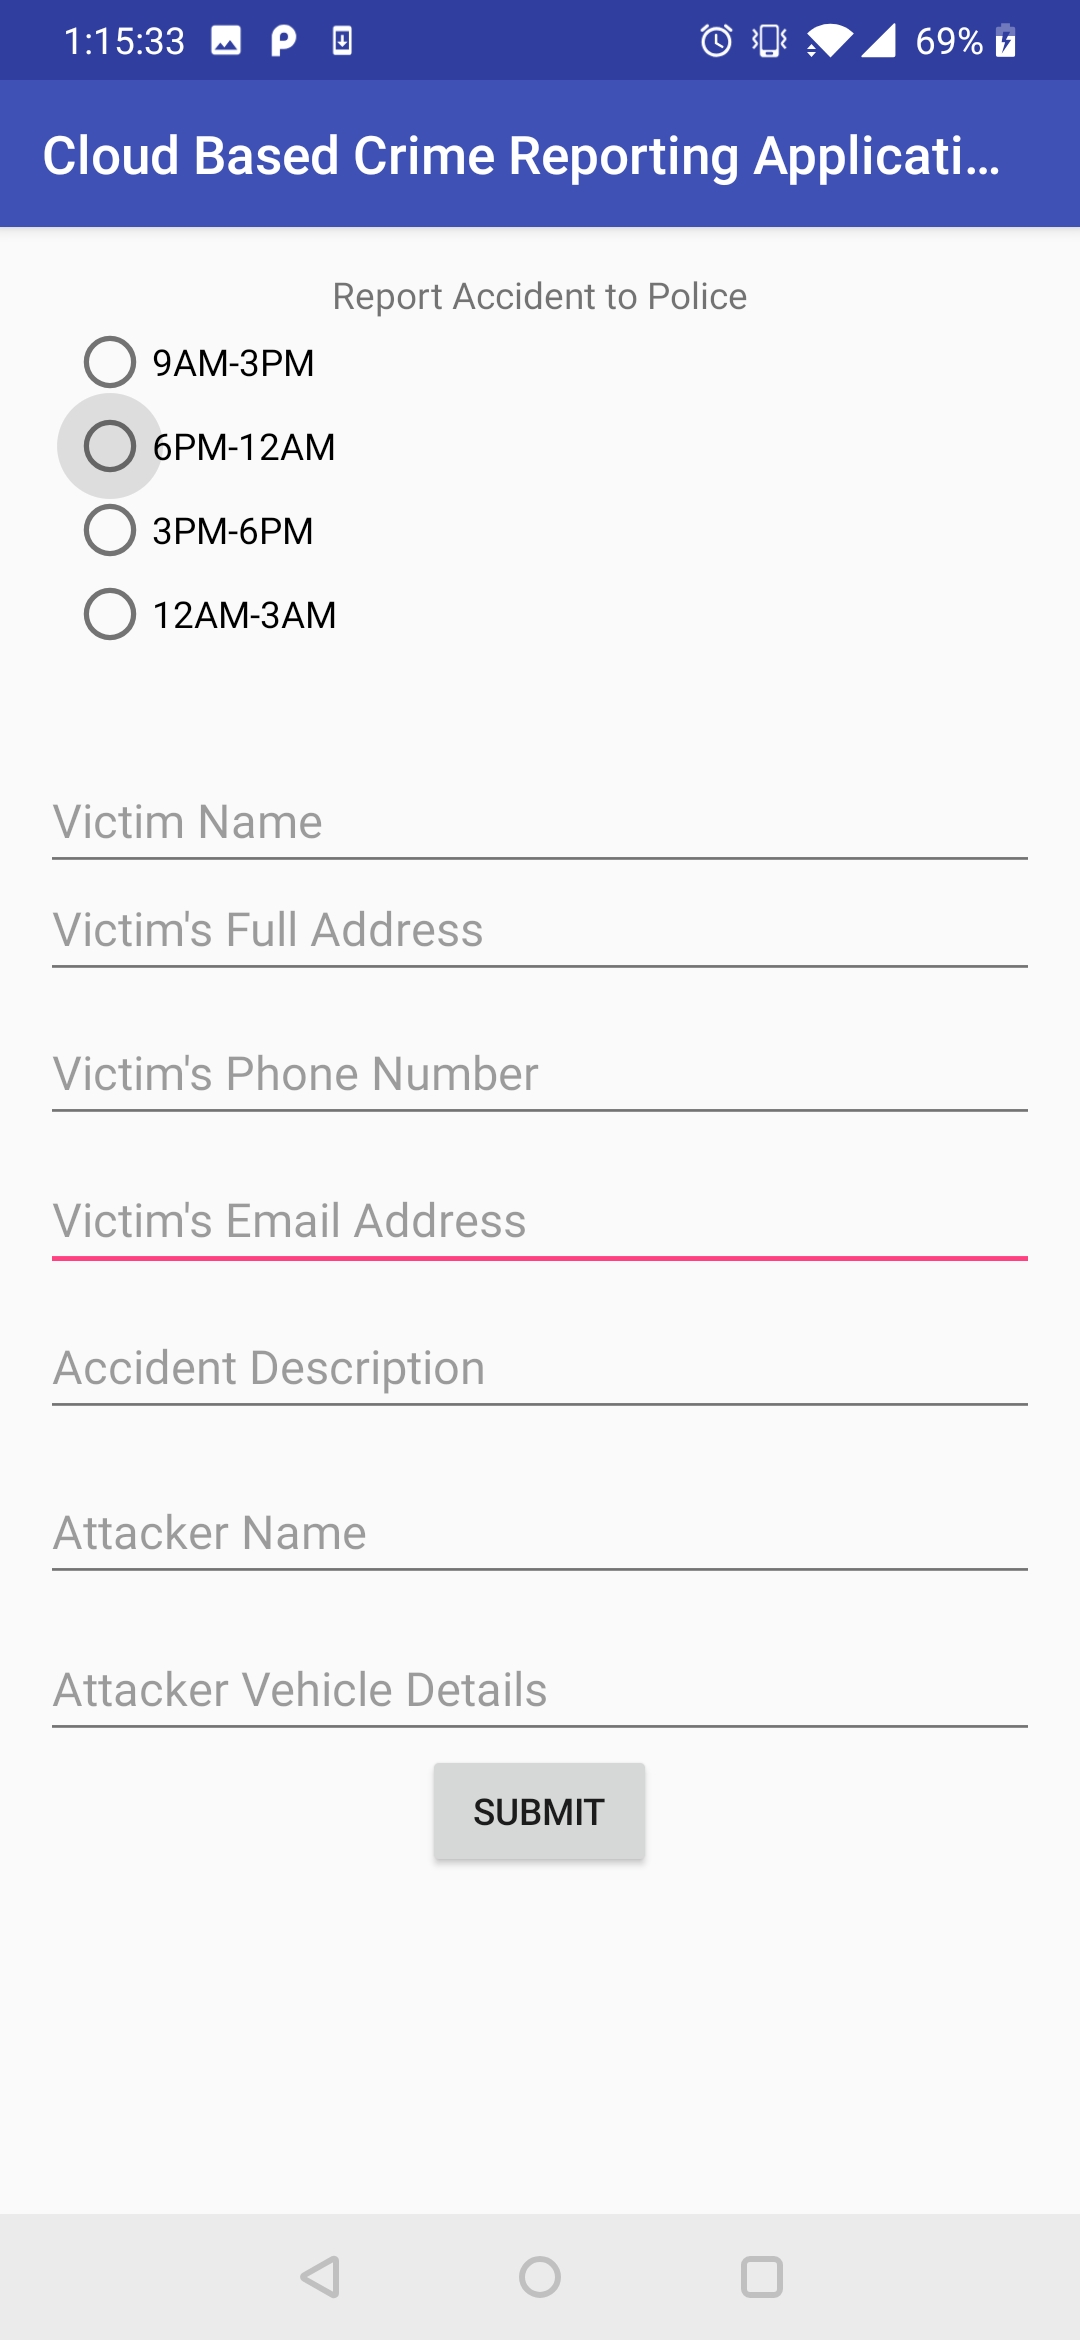 1:15:33 69%
Cloud Based Crime Reporting Applicati...
Report Accident to Police
9AM-3PM
6PM-12AM
3PM-6PM
12AM-3AM
Victim Name
Victim's Full Address
Victim's Phone Number
Victim's Email Address
Accident Description
Attacker Name
Attacker Vehicle Details
SUBMIT